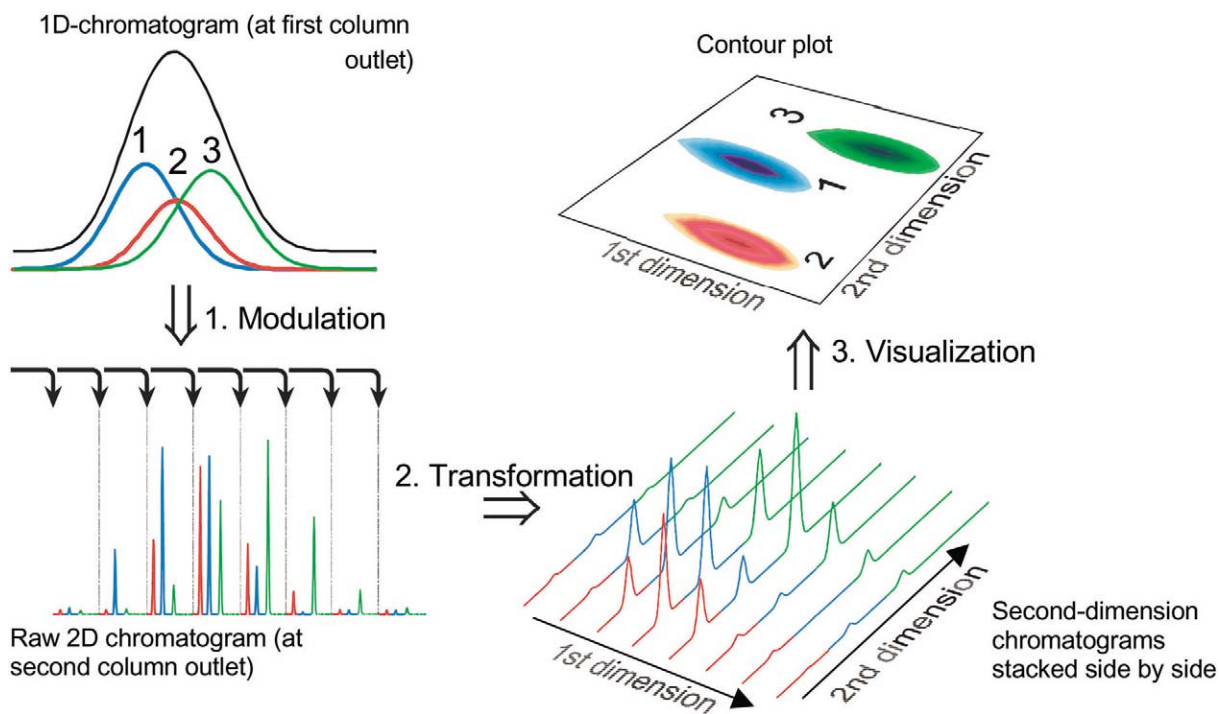 1D-chromatogram (at first column
outlet)
1
2
3
1. Modulation
Raw 2D chromatogram (at
second column outlet)
2. Transformation
1st dimension
2nd dimension
Second-dimension
chromatograms
stacked side by side
3. Visualization
Contour plot
3
1
2
1st dimension
2nd dimension